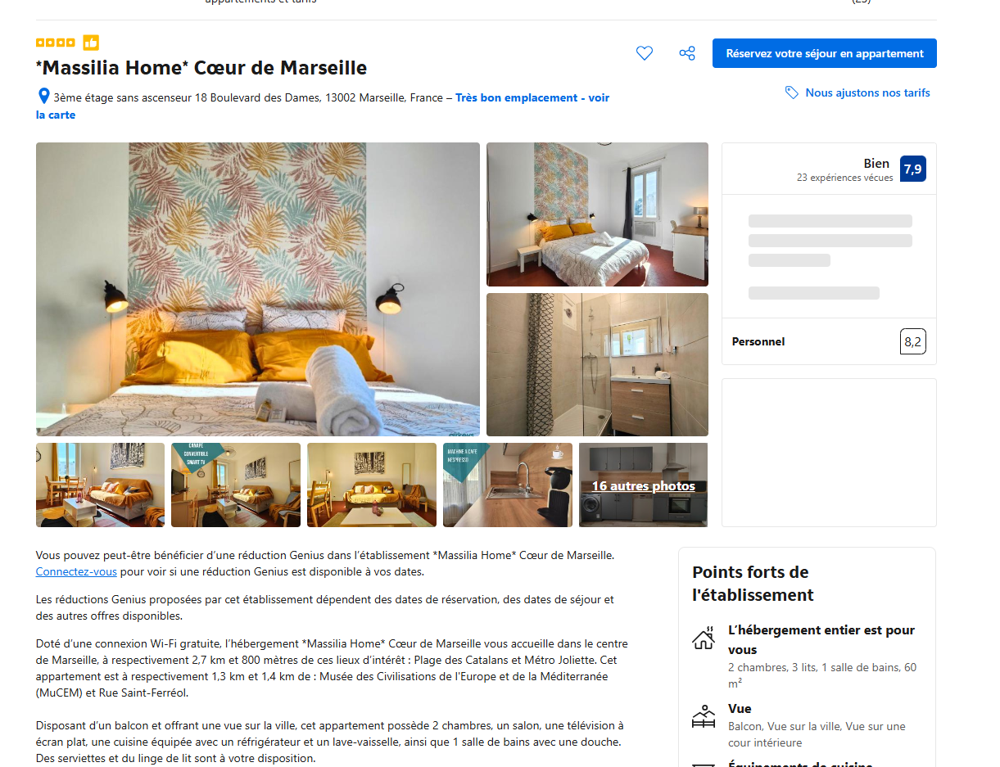 appartements et tarifs
(23)
*Massilia Home* Cœur de Marseille
Réservez votre séjour en appartement
3ème étage sans ascenseur 18 Boulevard des Dames, 13002 Marseille, France – Très bon emplacement - voir
la carte
Nous ajustons nos tarifs
Bien
7,9
23 expériences vécues
Personnel
8,2
airkeys
CANAPÉ
CONVERTIBLE
SMART TV
MACHINE A CAFE
NESPRESSO
16 autres photos
Vous pouvez peut-être bénéficier d’une réduction Genius dans l’établissement *Massilia Home* Cœur de Marseille.
Connectez-vous pour voir si une réduction Genius est disponible à vos dates.
Les réductions Genius proposées par cet établissement dépendent des dates de réservation, des dates de séjour et
des autres offres disponibles.
Doté d’une connexion Wi-Fi gratuite, l’hébergement *Massilia Home* Cœur de Marseille vous accueille dans le centre
de Marseille, à respectivement 2,7 km et 800 mètres de ces lieux d’intérêt : Plage des Catalans et Métro Joliette. Cet
appartement est à respectivement 1,3 km et 1,4 km de : Musée des Civilisations de l'Europe et de la Méditerranée
(MuCEM) et Rue Saint-Ferréol.
Disposant d’un balcon et offrant une vue sur la ville, cet appartement possède 2 chambres, un salon, une télévision à
écran plat, une cuisine équipée avec un réfrigérateur et un lave-vaisselle, ainsi que 1 salle de bains avec une douche.
Des serviettes et du linge de lit sont à votre disposition.
Points forts de
l'établissement
L’hébergement entier est pour
vous
2 chambres, 3 lits, 1 salle de bains, 60
m²
Vue
Balcon, Vue sur la ville, Vue sur une
cour intérieure
Équipements de cuisine